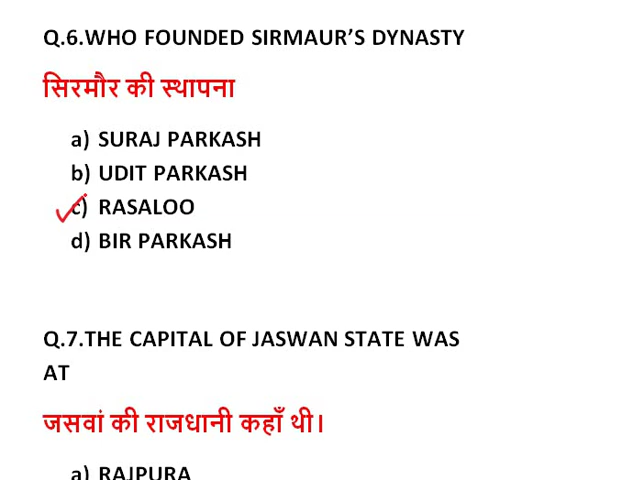 Q.6.WHO FOUNDED SIRMAUR'S DYNASTY
सिरमौर की स्थापना
a) SURAJ PARKASH
b) UDIT PARKASH
c) RASALOO
d) BIR PARKASH
Q.7.THE CAPITAL OF JASWAN STATE WAS
AT
जसवां की राजधानी कहाँ थी।
a) RAJPURA